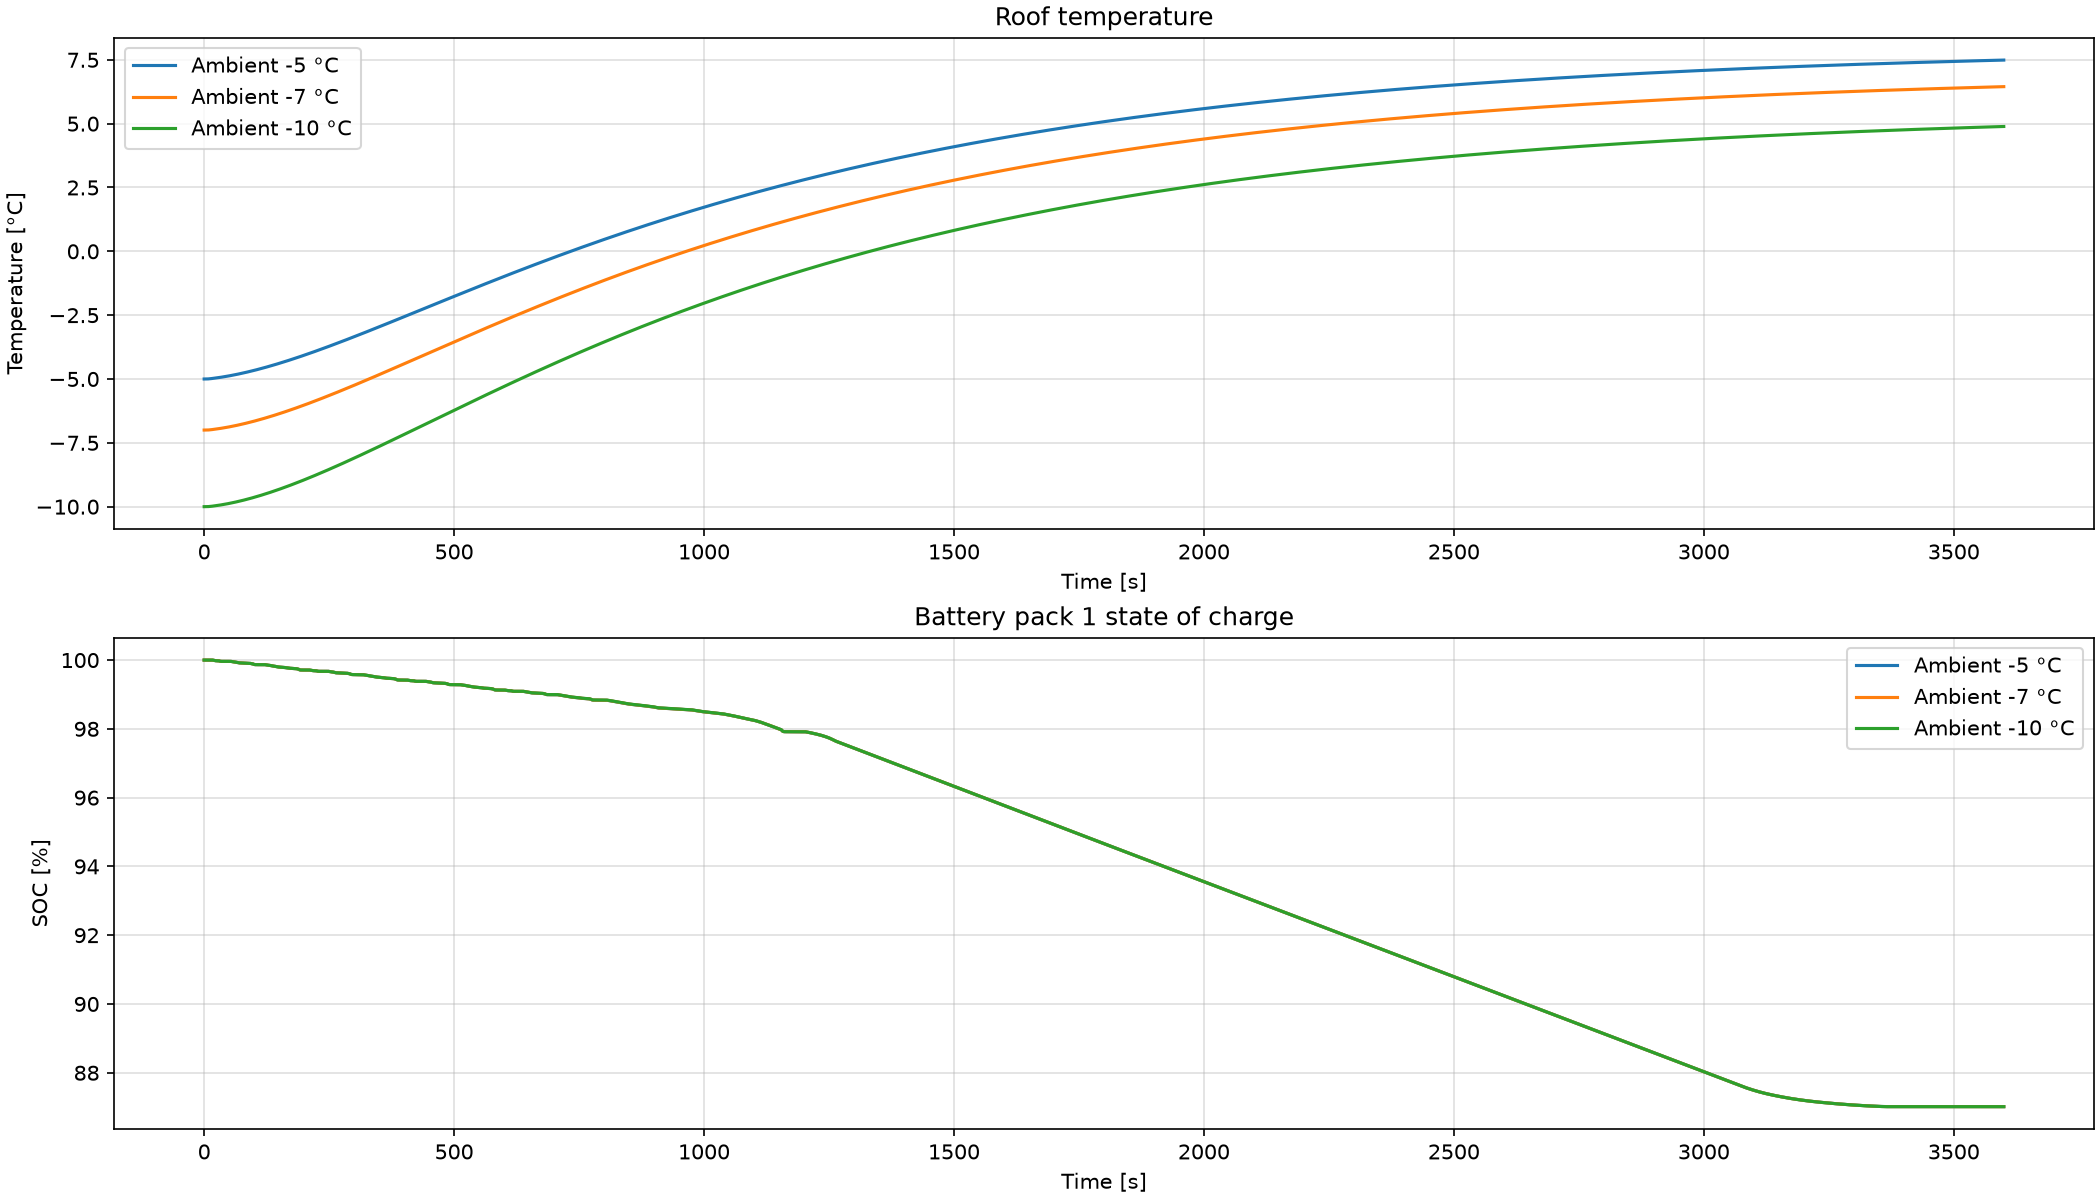 Roof temperature
Ambient -5 °C
Ambient -7 °C
Ambient -10 °C
7.5
5.0
2.5
0.0
−2.5
−5.0
−7.5
−10.0
Temperature [°C]
0 500 1000 1500 2000 2500 3000 3500
Time [s]
Battery pack 1 state of charge
Ambient -5 °C
Ambient -7 °C
Ambient -10 °C
100
98
96
94
92
90
88
SOC [%]
0 500 1000 1500 2000 2500 3000 3500
Time [s]